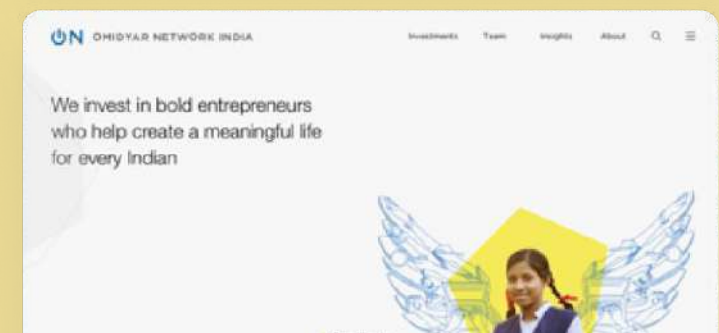 ON OMIDYAR NETWORK INDIA
Investments Team Insights About
We invest in bold entrepreneurs
who help create a meaningful life
for every Indian